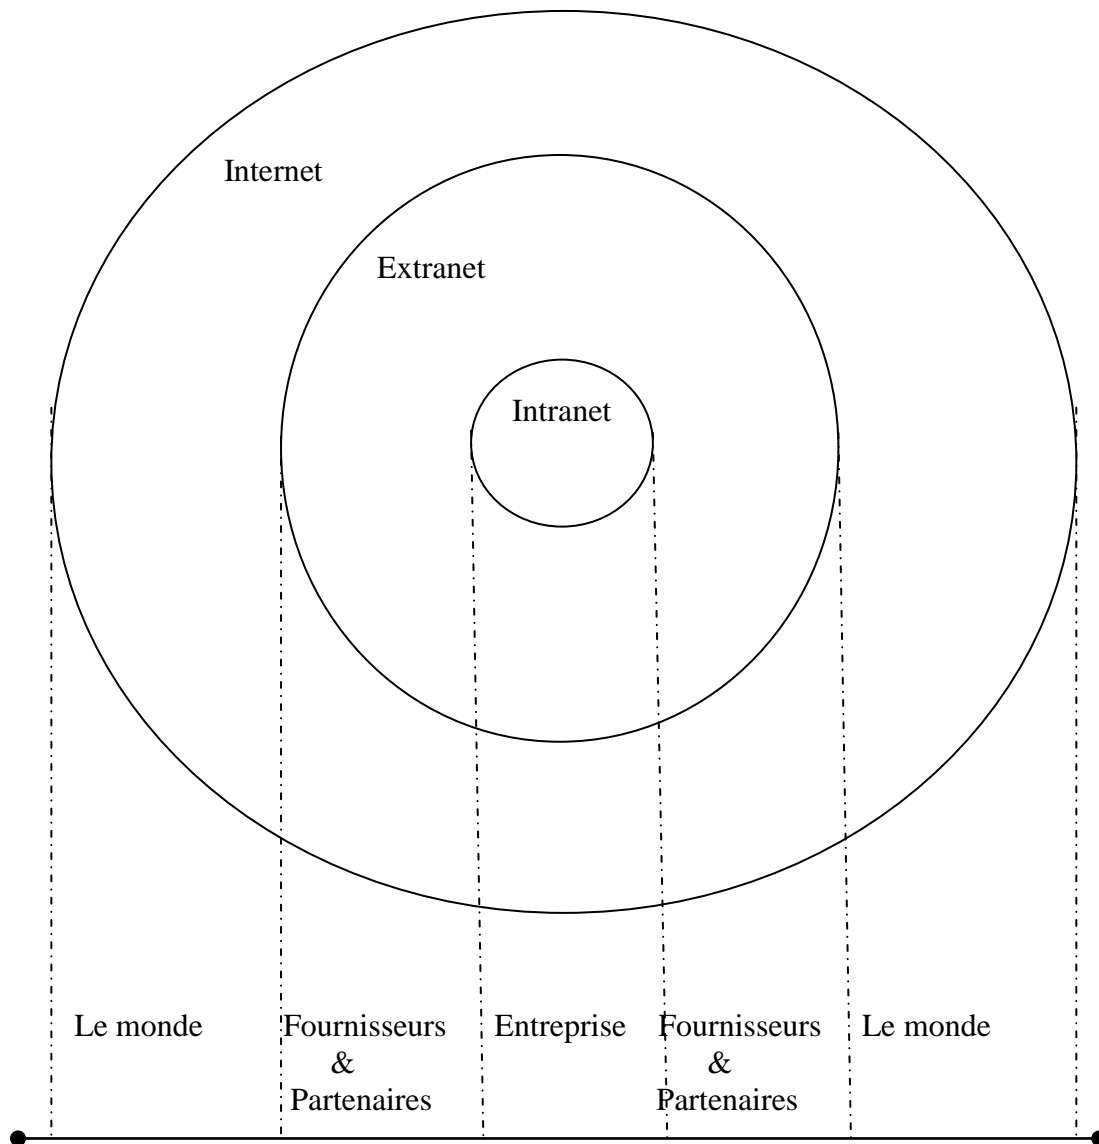 Internet
Extranet
Intranet
Le monde
Fournisseurs
&
Partenaires
Entreprise
Fournisseurs
&
Partenaires
Le monde